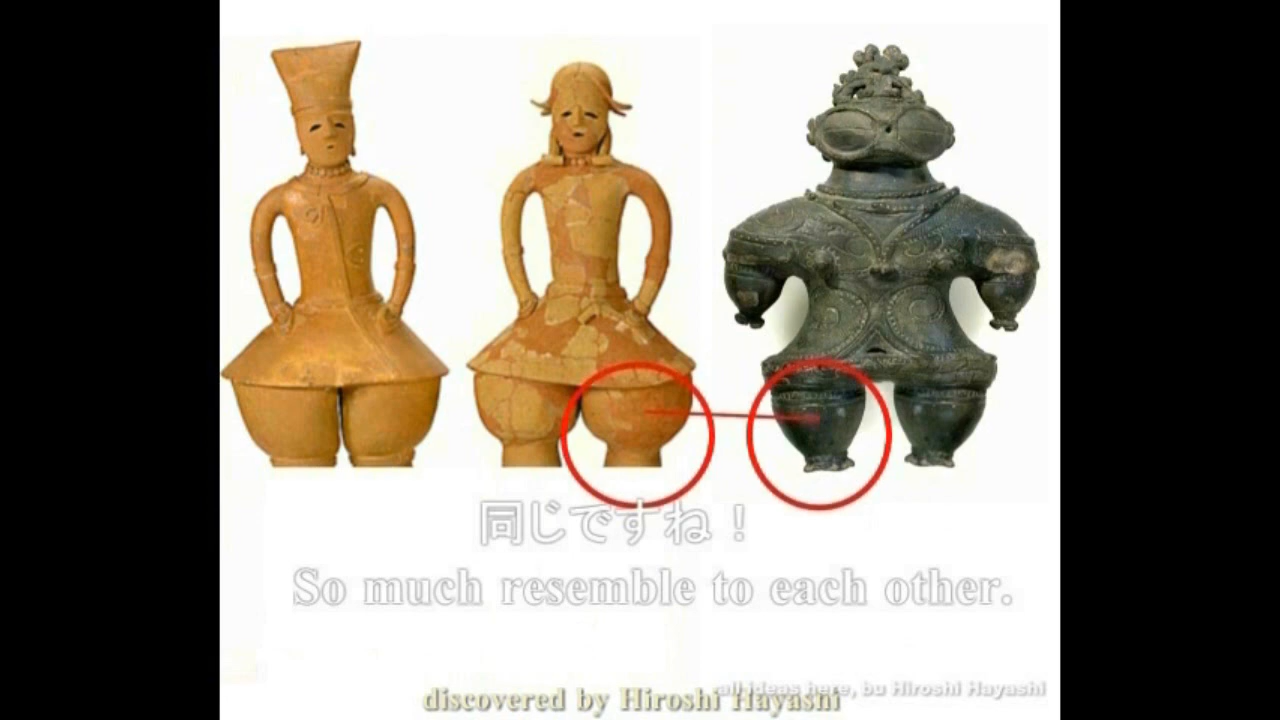 同じですね！
So much resemble to each other.
all ideas here, bu Hiroshi Hayashi
discovered by Hiroshi Hayashi